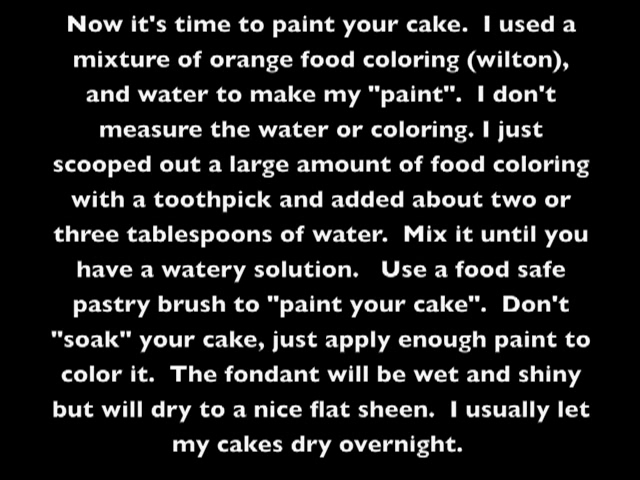 Now it's time to paint your cake.  I used a
mixture of orange food coloring (wilton),
and water to make my "paint".  I don't
measure the water or coloring. I just
scooped out a large amount of food coloring
with a toothpick and added about two or
three tablespoons of water.  Mix it until you
have a watery solution.   Use a food safe
pastry brush to "paint your cake".  Don't
"soak" your cake, just apply enough paint to
color it.  The fondant will be wet and shiny
but will dry to a nice flat sheen.  I usually let
my cakes dry overnight.